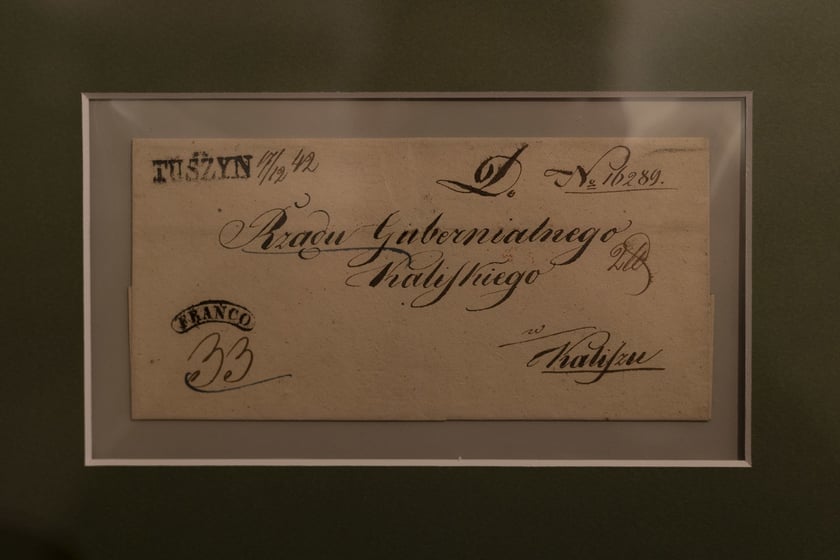 TUSZYN 17/12 42
D. № 16289.
Rządu Gubernialnego
Kaliskiego
FRANCO
33
w
Kaliszu